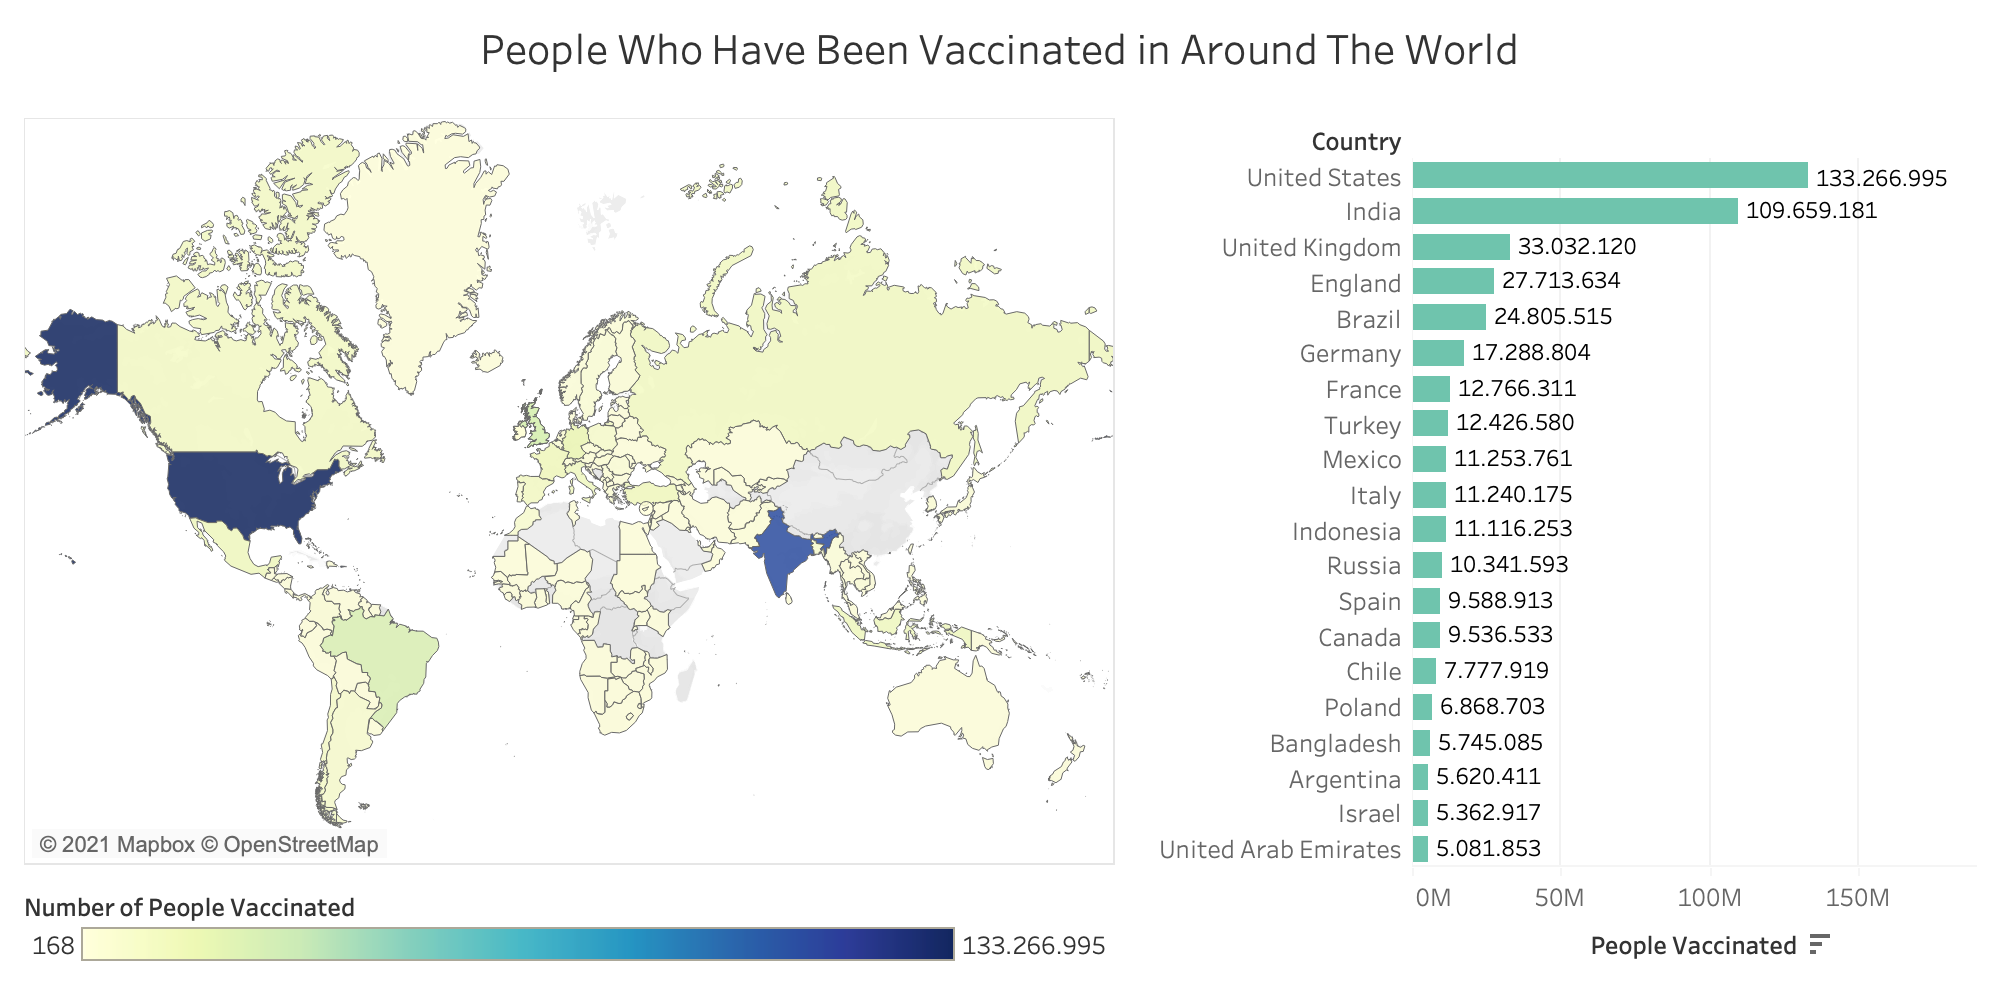 People Who Have Been Vaccinated in Around The World
© 2021 Mapbox © OpenStreetMap
Number of People Vaccinated
168 133.266.995
Country
United States 133.266.995
India 109.659.181
United Kingdom 33.032.120
England 27.713.634
Brazil 24.805.515
Germany 17.288.804
France 12.766.311
Turkey 12.426.580
Mexico 11.253.761
Italy 11.240.175
Indonesia 11.116.253
Russia 10.341.593
Spain 9.588.913
Canada 9.536.533
Chile 7.777.919
Poland 6.868.703
Bangladesh 5.745.085
Argentina 5.620.411
Israel 5.362.917
United Arab Emirates 5.081.853
0M 50M 100M 150M
People Vaccinated